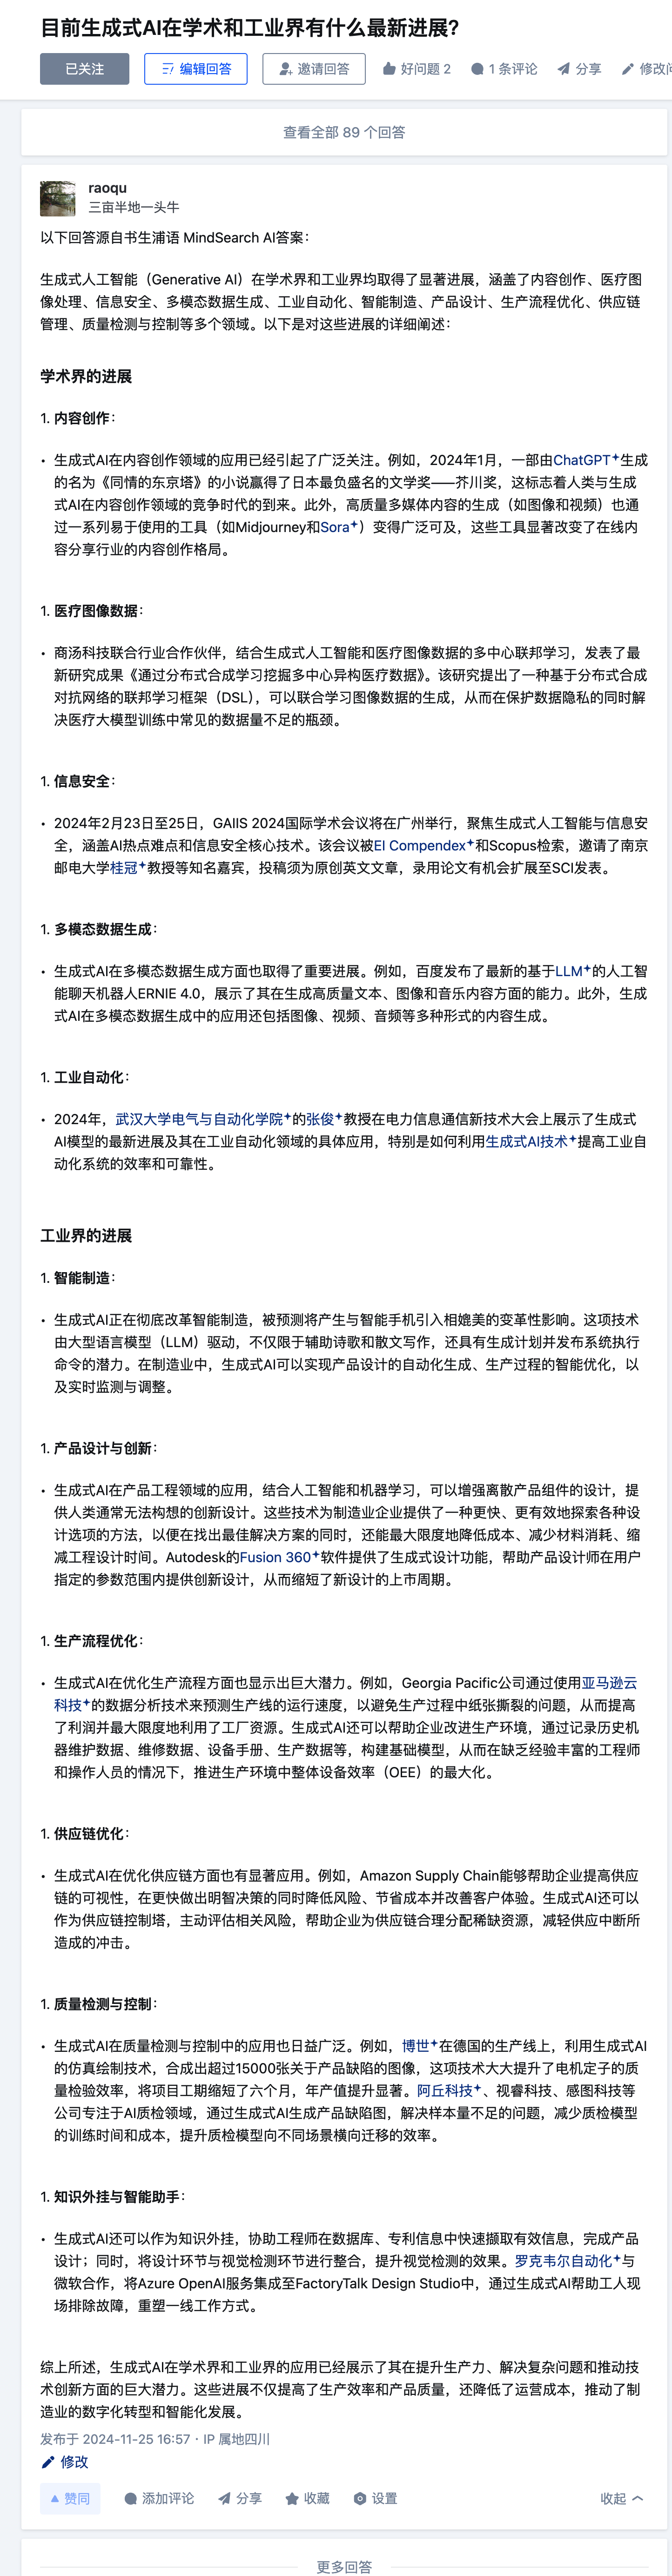 目前生成式AI在学术和工业界有什么最新进展?
已关注 编辑回答 邀请回答 好问题 2 1 条评论 分享 修改问
查看全部 89 个回答
raoqu
三亩半地一头牛
以下回答源自书生浦语 MindSearch AI答案：
生成式人工智能（Generative AI）在学术界和工业界均取得了显著进展，涵盖了内容创作、医疗图
像处理、信息安全、多模态数据生成、工业自动化、智能制造、产品设计、生产流程优化、供应链
管理、质量检测与控制等多个领域。以下是对这些进展的详细阐述：
学术界的进展
1. 内容创作：
• 生成式AI在内容创作领域的应用已经引起了广泛关注。例如，2024年1月，一部由ChatGPT生成
的名为《同情的东京塔》的小说赢得了日本最负盛名的文学奖——芥川奖，这标志着人类与生成
式AI在内容创作领域的竞争时代的到来。此外，高质量多媒体内容的生成（如图像和视频）也通
过一系列易于使用的工具（如Midjourney和Sora）变得广泛可及，这些工具显著改变了在线内
容分享行业的内容创作格局。
1. 医疗图像数据：
• 商汤科技联合行业合作伙伴，结合生成式人工智能和医疗图像数据的多中心联邦学习，发表了最
新研究成果《通过分布式合成学习挖掘多中心异构医疗数据》。该研究提出了一种基于分布式合成
对抗网络的联邦学习框架（DSL），可以联合学习图像数据的生成，从而在保护数据隐私的同时解
决医疗大模型训练中常见的数据量不足的瓶颈。
1. 信息安全：
• 2024年2月23日至25日，GAIIS 2024国际学术会议将在广州举行，聚焦生成式人工智能与信息安
全，涵盖AI热点难点和信息安全核心技术。该会议被EI Compendex和Scopus检索，邀请了南京
邮电大学桂冠教授等知名嘉宾，投稿须为原创英文文章，录用论文有机会扩展至SCI发表。
1. 多模态数据生成：
• 生成式AI在多模态数据生成方面也取得了重要进展。例如，百度发布了最新的基于LLM的人工智
能聊天机器人ERNIE 4.0，展示了其在生成高质量文本、图像和音乐内容方面的能力。此外，生成
式AI在多模态数据生成中的应用还包括图像、视频、音频等多种形式的内容生成。
1. 工业自动化：
• 2024年，武汉大学电气与自动化学院的张俊教授在电力信息通信新技术大会上展示了生成式
AI模型的最新进展及其在工业自动化领域的具体应用，特别是如何利用生成式AI技术提高工业自
动化系统的效率和可靠性。
工业界的进展
1. 智能制造：
• 生成式AI正在彻底改革智能制造，被预测将产生与智能手机引入相媲美的变革性影响。这项技术
由大型语言模型（LLM）驱动，不仅限于辅助诗歌和散文写作，还具有生成计划并发布系统执行
命令的潜力。在制造业中，生成式AI可以实现产品设计的自动化生成、生产过程的智能优化，以
及实时监测与调整。
1. 产品设计与创新：
• 生成式AI在产品工程领域的应用，结合人工智能和机器学习，可以增强离散产品组件的设计，提
供人类通常无法构想的创新设计。这些技术为制造业企业提供了一种更快、更有效地探索各种设
计选项的方法，以便在找出最佳解决方案的同时，还能最大限度地降低成本、减少材料消耗、缩
减工程设计时间。Autodesk的Fusion 360软件提供了生成式设计功能，帮助产品设计师在用户
指定的参数范围内提供创新设计，从而缩短了新设计的上市周期。
1. 生产流程优化：
• 生成式AI在优化生产流程方面也显示出巨大潜力。例如，Georgia Pacific公司通过使用亚马逊云
科技的数据分析技术来预测生产线的运行速度，以避免生产过程中纸张撕裂的问题，从而提高
了利润并最大限度地利用了工厂资源。生成式AI还可以帮助企业改进生产环境，通过记录历史机
器维护数据、维修数据、设备手册、生产数据等，构建基础模型，从而在缺乏经验丰富的工程师
和操作人员的情况下，推进生产环境中整体设备效率（OEE）的最大化。
1. 供应链优化：
• 生成式AI在优化供应链方面也有显著应用。例如，Amazon Supply Chain能够帮助企业提高供应
链的可视性，在更快做出明智决策的同时降低风险、节省成本并改善客户体验。生成式AI还可以
作为供应链控制塔，主动评估相关风险，帮助企业为供应链合理分配稀缺资源，减轻供应中断所
造成的冲击。
1. 质量检测与控制：
• 生成式AI在质量检测与控制中的应用也日益广泛。例如，博世在德国的生产线上，利用生成式AI
的仿真绘制技术，合成出超过15000张关于产品缺陷的图像，这项技术大大提升了电机定子的质
量检验效率，将项目工期缩短了六个月，年产值提升显著。阿丘科技、视睿科技、感图科技等
公司专注于AI质检领域，通过生成式AI生成产品缺陷图，解决样本量不足的问题，减少质检模型
的训练时间和成本，提升质检模型向不同场景横向迁移的效率。
1. 知识外挂与智能助手：
• 生成式AI还可以作为知识外挂，协助工程师在数据库、专利信息中快速撷取有效信息，完成产品
设计；同时，将设计环节与视觉检测环节进行整合，提升视觉检测的效果。罗克韦尔自动化与
微软合作，将Azure OpenAI服务集成至FactoryTalk Design Studio中，通过生成式AI帮助工人现
场排除故障，重塑一线工作方式。
综上所述，生成式AI在学术界和工业界的应用已经展示了其在提升生产力、解决复杂问题和推动技
术创新方面的巨大潜力。这些进展不仅提高了生产效率和产品质量，还降低了运营成本，推动了制
造业的数字化转型和智能化发展。
发布于 2024-11-25 16:57 · IP 属地四川
修改
赞同 添加评论 分享 收藏 设置 收起
更多回答